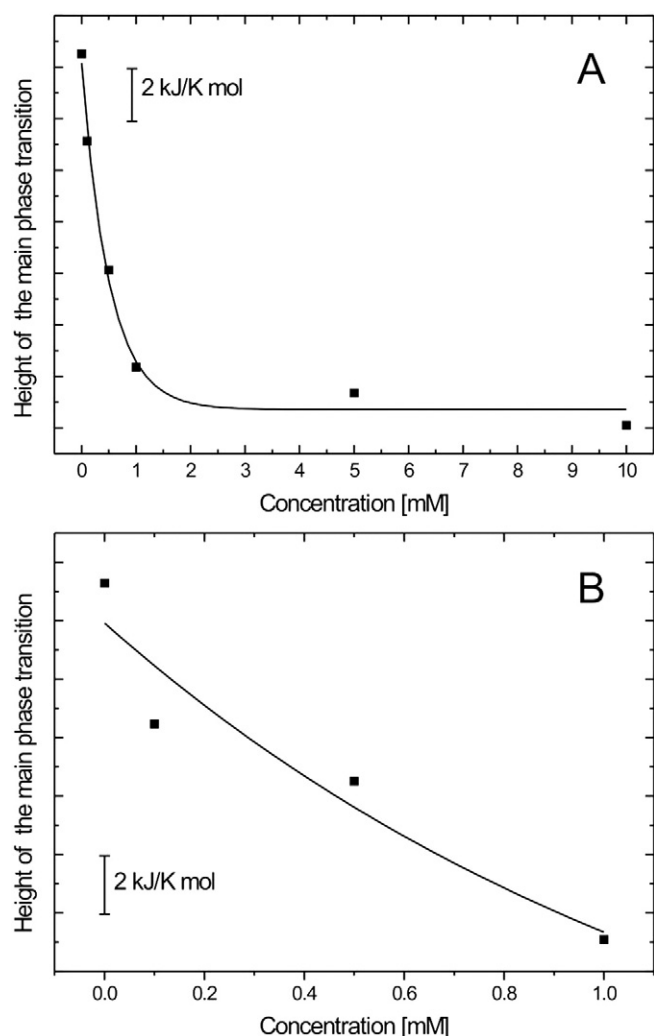 A
2 kJ/K mol
Height of the main phase transition
0 1 2 3 4 5 6 7 8 9 10
Concentration [mM]
B
2 kJ/K mol
Height of the main phase transition
0.0 0.2 0.4 0.6 0.8 1.0
Concentration [mM]